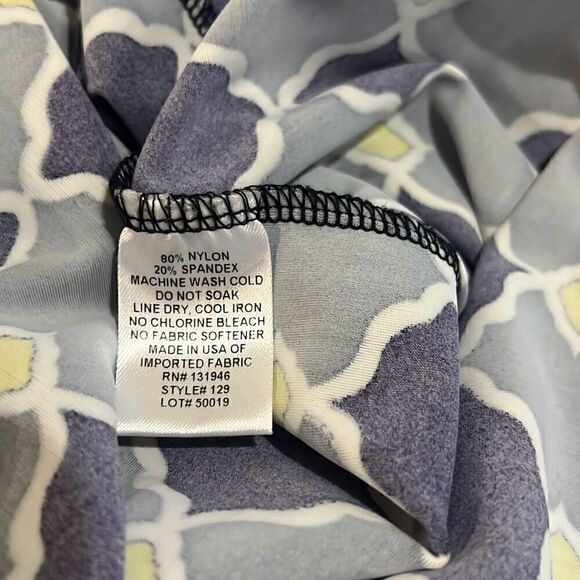 80% NYLON
20% SPANDEX
MACHINE WASH COLD
DO NOT SOAK
LINE DRY, COOL IRON
NO CHLORINE BLEACH
NO FABRIC SOFTENER
MADE IN USA OF
IMPORTED FABRIC
RN# 131946
STYLE# 129
LOT# 50019